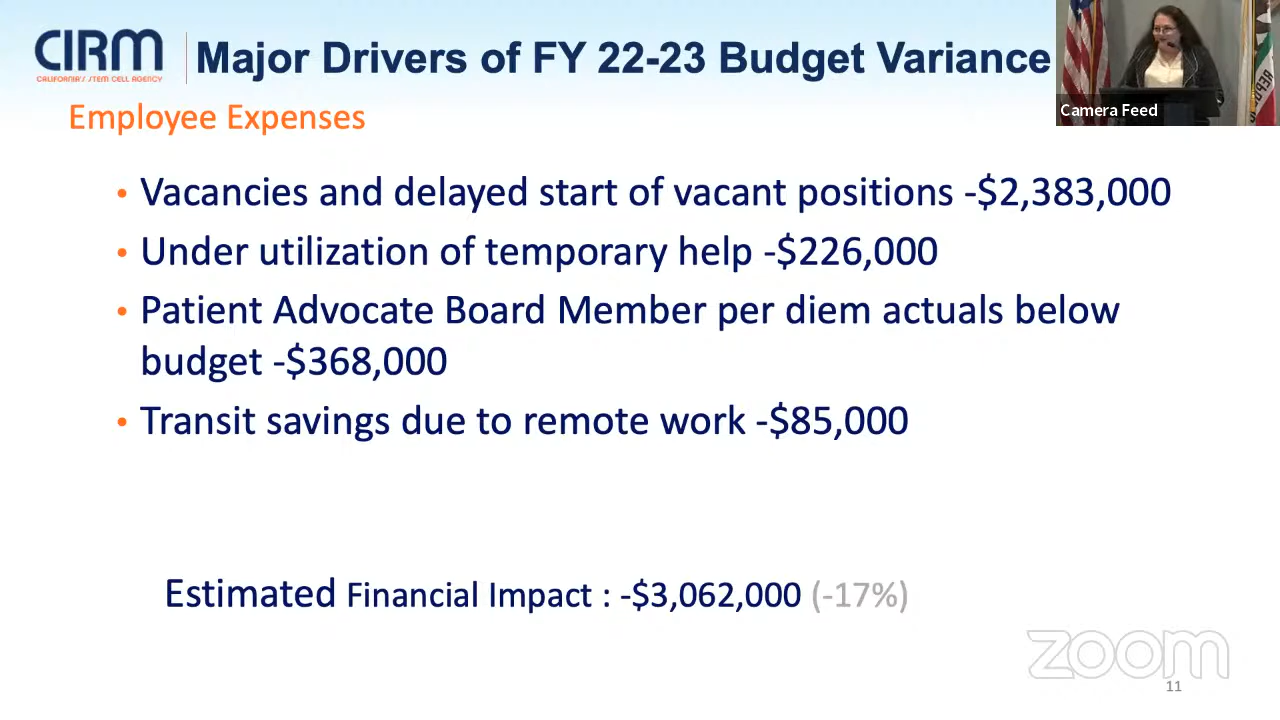 CIRM
CALIFORNIA'S STEM CELL AGENCY
Major Drivers of FY 22-23 Budget Variance
Camera Feed
Employee Expenses
• Vacancies and delayed start of vacant positions -$2,383,000
• Under utilization of temporary help -$226,000
• Patient Advocate Board Member per diem actuals below
budget -$368,000
• Transit savings due to remote work -$85,000
Estimated Financial Impact : -$3,062,000 (-17%)
zoom
11